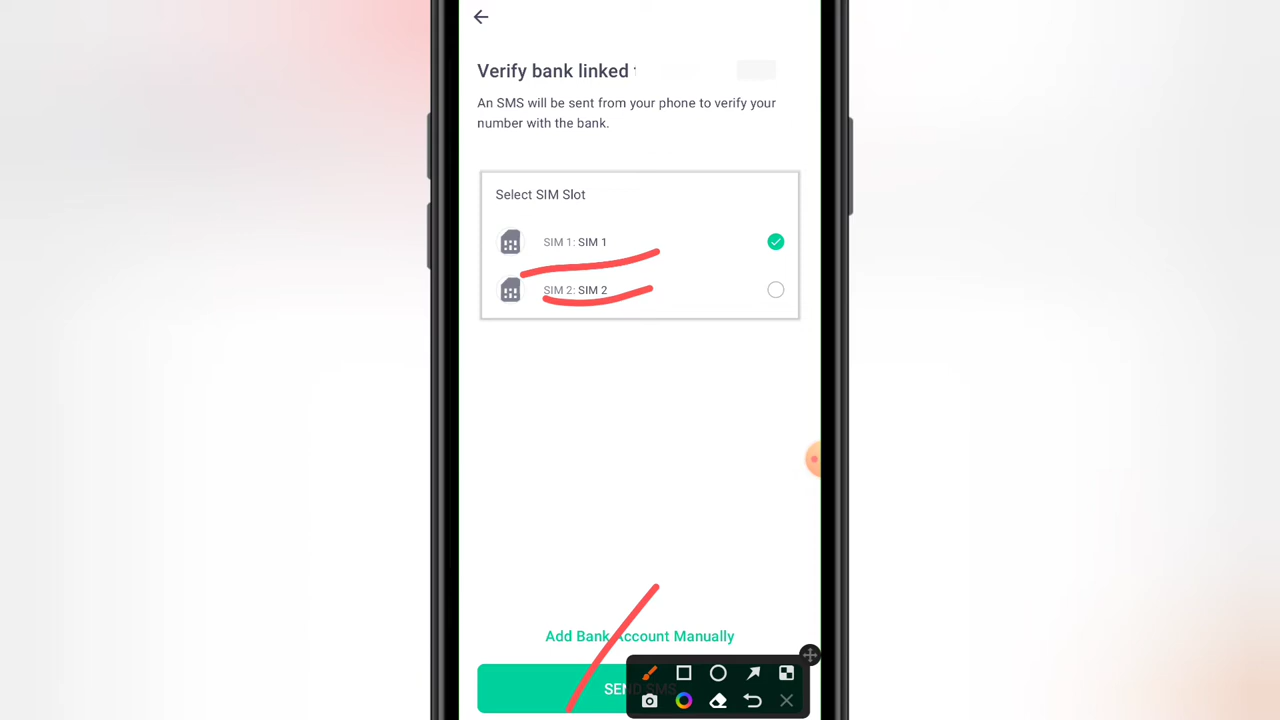 Verify bank linked
An SMS will be sent from your phone to verify your
number with the bank.
Select SIM Slot
SIM 1: SIM 1
SIM 2: SIM 2
Add Bank Account Manually
SEND SMS